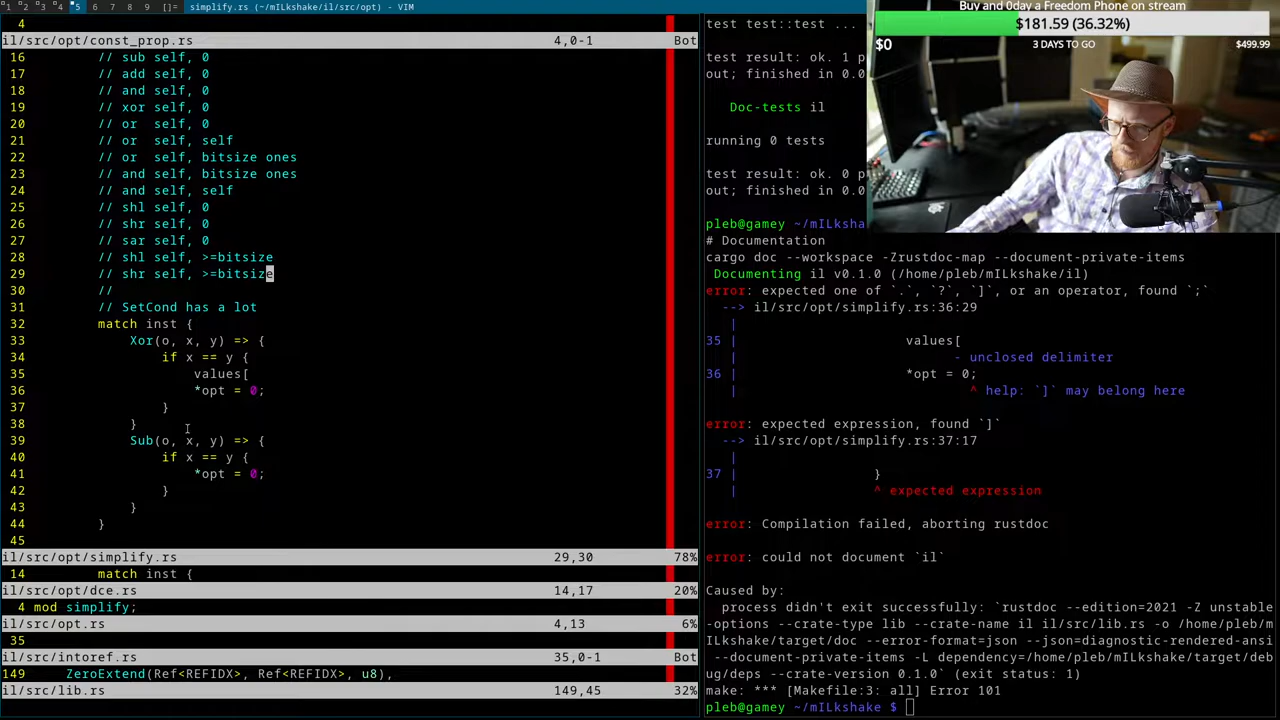 1 2 3 4 5 6 7 8 9 []= simplify.rs (~/mILkshake/il/src/opt) - VIM
4
il/src/opt/const_prop.rs 4,0-1 Bot
16 // sub self, 0
17 // add self, 0
18 // and self, 0
19 // xor self, 0
20 // or  self, 0
21 // or  self, self
22 // or  self, bitsize ones
23 // and self, bitsize ones
24 // and self, self
25 // shl self, 0
26 // shr self, 0
27 // sar self, 0
28 // shl self, >=bitsize
29 // shr self, >=bitsize
30 //
31 // SetCond has a lot
32 match inst {
33 Xor(o, x, y) => {
34 if x == y {
35 values[
36 *opt = 0;
37 }
38 }
39 Sub(o, x, y) => {
40 if x == y {
41 *opt = 0;
42 }
43 }
44 }
45
il/src/opt/simplify.rs 29,30 78%
14 match inst {
il/src/opt/dce.rs 14,17 20%
4 mod simplify;
il/src/opt.rs 4,13 6%
35
il/src/intoref.rs 35,0-1 Bot
149 ZeroExtend(Ref<REFIDX>, Ref<REFIDX>, u8),
il/src/lib.rs 149,45 32%
test test::test ...
test result: ok. 1 p
out; finished in 0.0
Doc-tests il
running 0 tests
test result: ok. 0 p
out; finished in 0.0
pleb@gamey ~/mILksha
# Documentation
cargo doc --workspace -Zrustdoc-map --document-private-items
Documenting il v0.1.0 (/home/pleb/mILkshake/il)
error: expected one of `.`, `?`, `]`, or an operator, found `;`
--> il/src/opt/simplify.rs:36:29
|
35 | values[
| - unclosed delimiter
36 | *opt = 0;
| ^ help: `]` may belong here
error: expected expression, found `]`
--> il/src/opt/simplify.rs:37:17
|
37 | }
| ^ expected expression
error: Compilation failed, aborting rustdoc
error: could not document `il`
Caused by:
process didn't exit successfully: `rustdoc --edition=2021 -Z unstable
-options --crate-type lib --crate-name il il/src/lib.rs -o /home/pleb/m
ILkshake/target/doc --error-format=json --json=diagnostic-rendered-ansi
--document-private-items -L dependency=/home/pleb/mILkshake/target/deb
ug/deps --crate-version 0.1.0` (exit status: 1)
make: *** [Makefile:3: all] Error 101
pleb@gamey ~/mILkshake $
Buy and 0day a Freedom Phone on stream
$181.59 (36.32%)
$0 3 DAYS TO GO $499.99